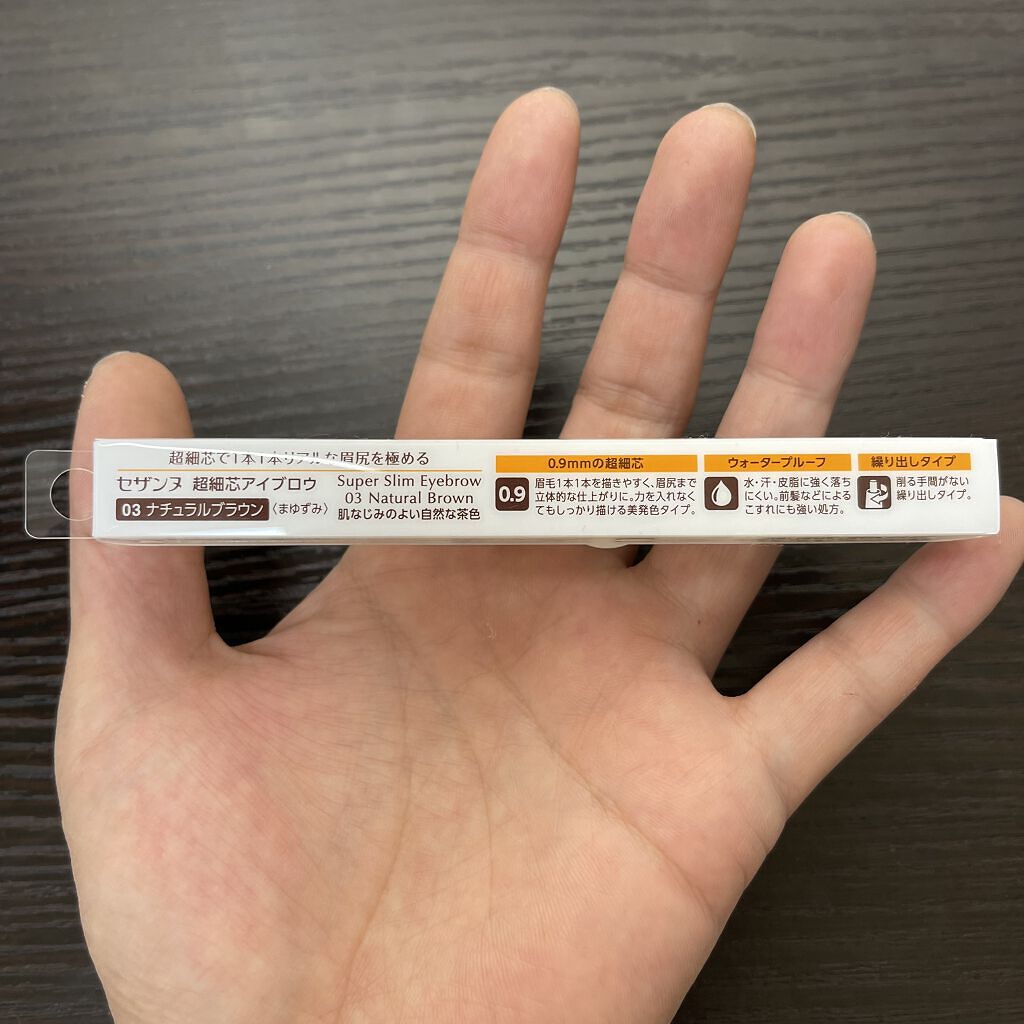 超細芯で1本1本リアルな眉尻を極める
セザンヌ 超細芯アイブロウ
03 ナチュラルブラウン〈まゆずみ〉
Super Slim Eyebrow
03 Natural Brown
肌なじみのよい自然な茶色
0.9mmの超細芯
0.9
眉毛1本1本を描きやすく、眉尻まで
立体的な仕上がりに。力を入れなく
てもしっかり描ける美発色タイプ。
ウォータープルーフ
水・汗・皮脂に強く落ち
にくい。前髪などによる
こすれにも強い処方。
繰り出しタイプ
削る手間がない
繰り出しタイプ。